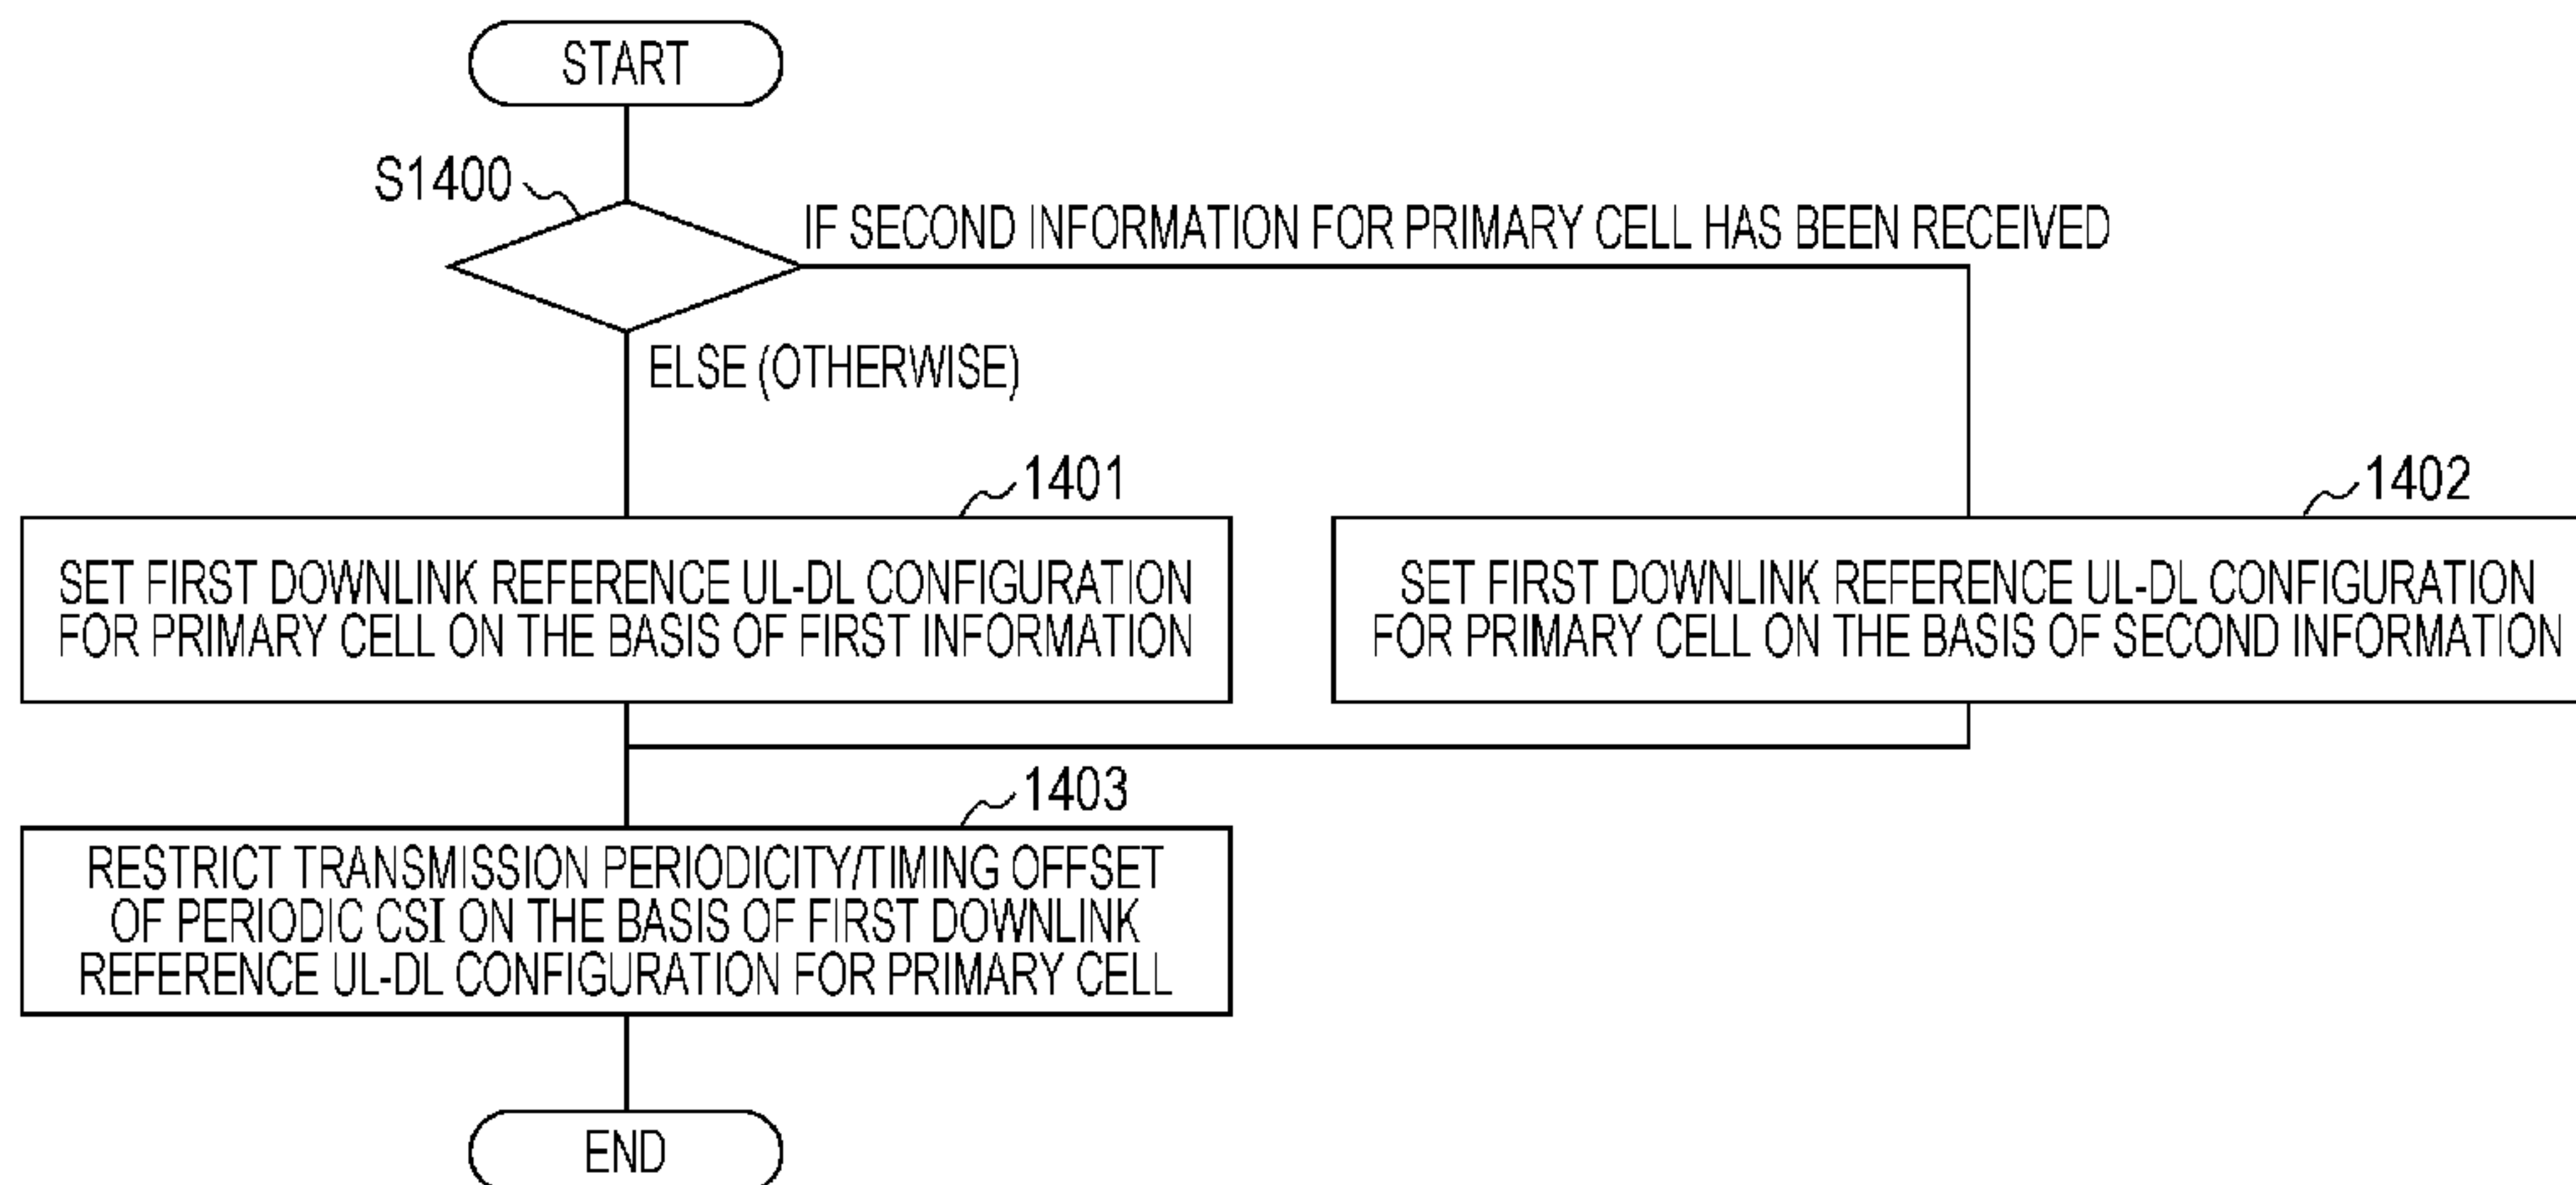 START
S1400
IF SECOND INFORMATION FOR PRIMARY CELL HAS BEEN RECEIVED
ELSE (OTHERWISE)
1401
SET FIRST DOWNLINK REFERENCE UL-DL CONFIGURATION
FOR PRIMARY CELL ON THE BASIS OF FIRST INFORMATION
1402
SET FIRST DOWNLINK REFERENCE UL-DL CONFIGURATION
FOR PRIMARY CELL ON THE BASIS OF SECOND INFORMATION
1403
RESTRICT TRANSMISSION PERIODICITY/TIMING OFFSET
OF PERIODIC CSI ON THE BASIS OF FIRST DOWNLINK
REFERENCE UL-DL CONFIGURATION FOR PRIMARY CELL
END